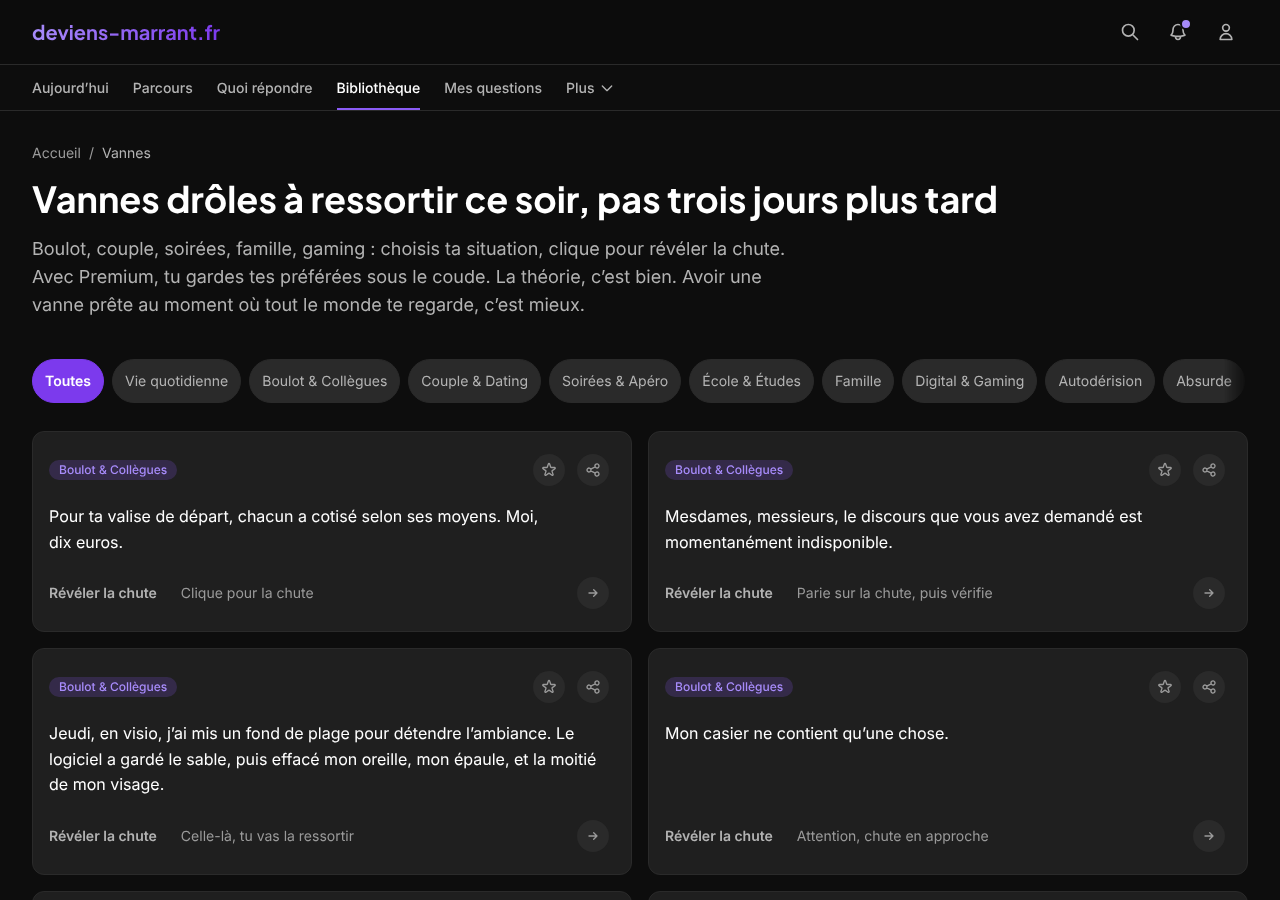 deviens-marrant.fr
Aujourd’hui
Parcours
Quoi répondre
Bibliothèque
Mes questions
Plus
Accueil / Vannes
Vannes drôles à ressortir ce soir, pas trois jours plus tard
Boulot, couple, soirées, famille, gaming : choisis ta situation, clique pour révéler la chute.
Avec Premium, tu gardes tes préférées sous le coude. La théorie, c’est bien. Avoir une
vanne prête au moment où tout le monde te regarde, c’est mieux.
Toutes
Vie quotidienne
Boulot & Collègues
Couple & Dating
Soirées & Apéro
École & Études
Famille
Digital & Gaming
Autodérision
Absurde
Boulot & Collègues
Pour ta valise de départ, chacun a cotisé selon ses moyens. Moi,
dix euros.
Révéler la chute
Clique pour la chute
Boulot & Collègues
Mesdames, messieurs, le discours que vous avez demandé est
momentanément indisponible.
Révéler la chute
Parie sur la chute, puis vérifie
Boulot & Collègues
Jeudi, en visio, j’ai mis un fond de plage pour détendre l’ambiance. Le
logiciel a gardé le sable, puis effacé mon oreille, mon épaule, et la moitié
de mon visage.
Révéler la chute
Celle-là, tu vas la ressortir
Boulot & Collègues
Mon casier ne contient qu’une chose.
Révéler la chute
Attention, chute en approche